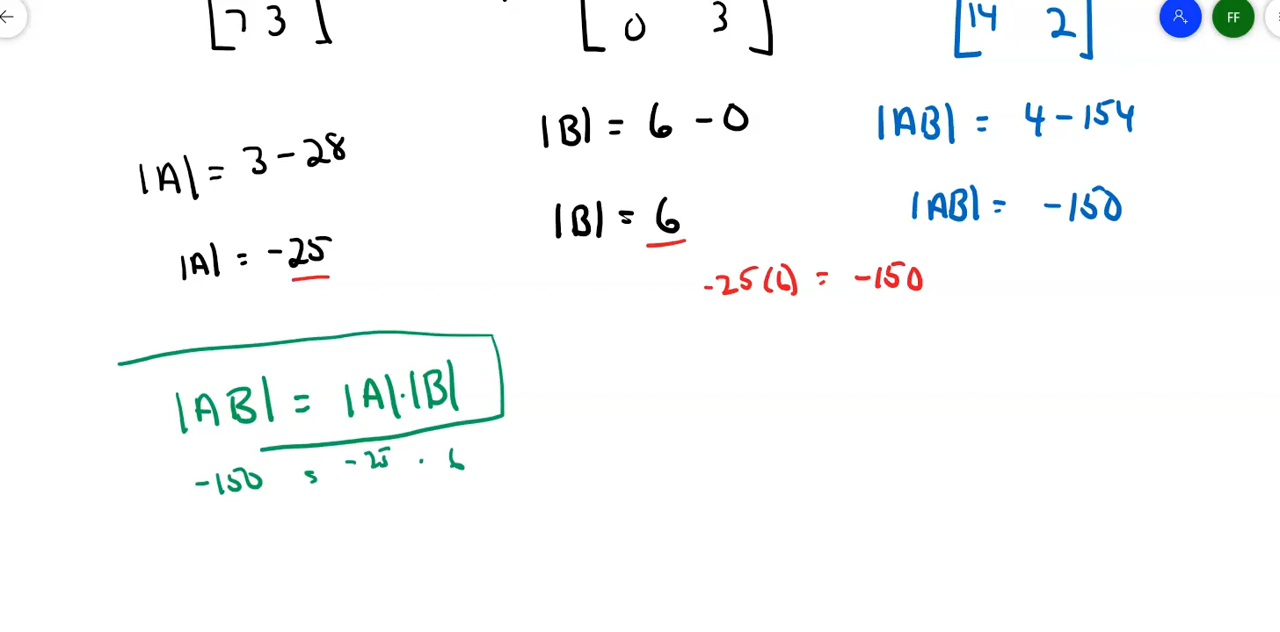 FF
[7 3]
[0 3]
[14 2]
|A| = 3 - 28
|A| = -25
|B| = 6 - 0
|B| = 6
|AB| = 4 - 154
|AB| = -150
-25(6) = -150
|AB| = |A|·|B|
-150 = -25 · 6